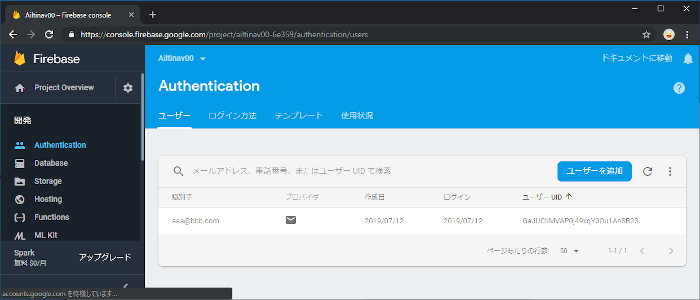 Ailtinav00 – Firebase console
https://console.firebase.google.com/project/ailtinav00-6e359/authentication/users
Firebase
Ailtinav00
ドキュメントに移動
Project Overview
Authentication
ユーザー
ログイン方法
テンプレート
使用状況
開発
Authentication
Database
Storage
Hosting
Functions
ML Kit
Spark
無料 $0/月
アップグレード
メールアドレス、電話番号、またはユーザー UID で検索
ユーザーを追加
識別子
プロバイダ
作成日
ログイン
ユーザー UID
aaa@bbb.com
2019/07/12
2019/07/12
ページあたりの行数:
50
1-1 / 1
accounts.google.com を待機しています...